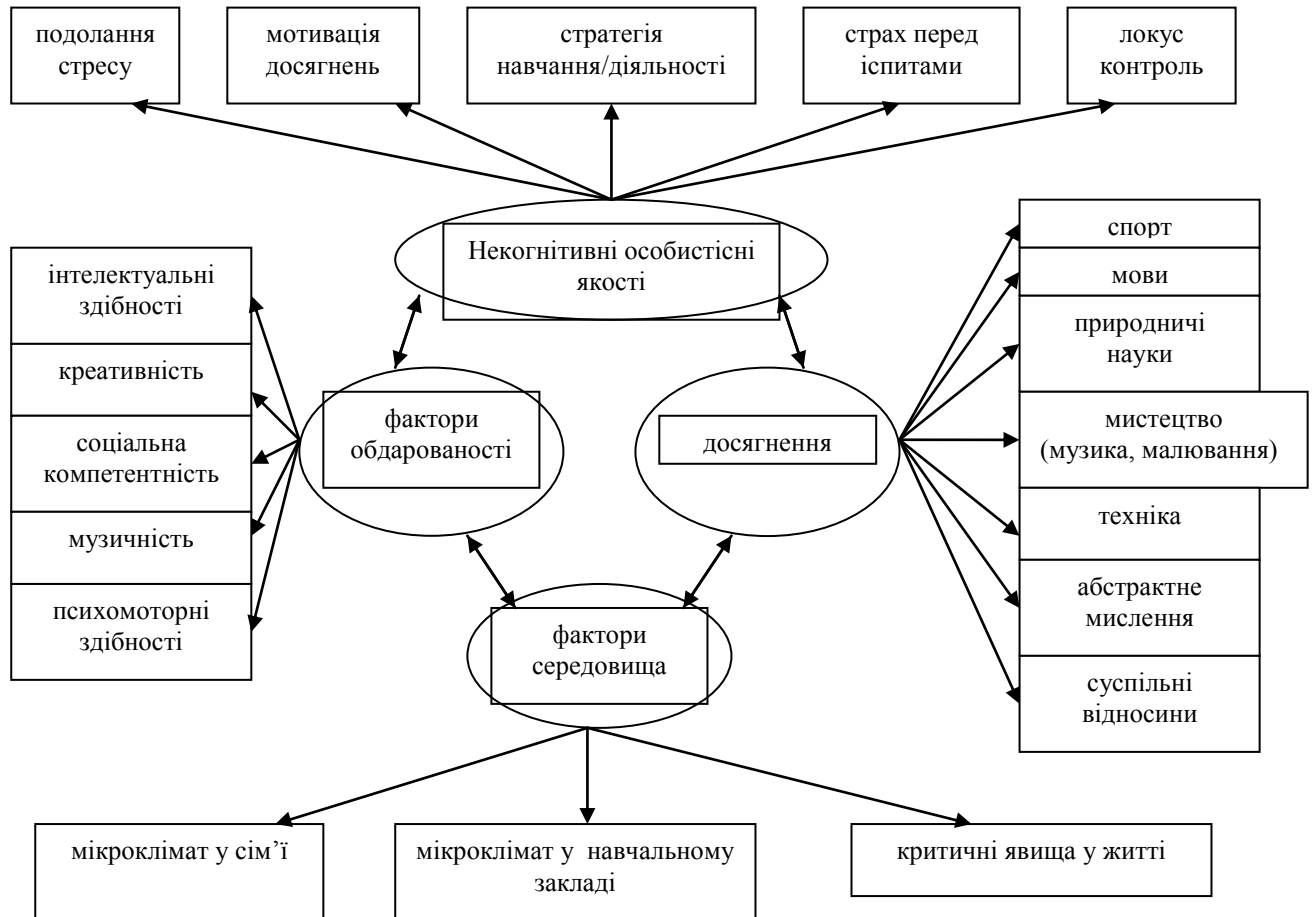 подолання
стресу
мотивація
досягнень
стратегія
навчання/діяльності
страх перед
іспитами
локус
контроль
Некогнітивні особистісні
якості
інтелектуальні
здібності
креативність
соціальна
компетентність
музичність
психомоторні
здібності
фактори
обдарованості
досягнення
спорт
мови
природничі
науки
мистецтво
(музика, малювання)
техніка
абстрактне
мислення
суспільні
відносини
фактори
середовища
мікроклімат у сім’ї
мікроклімат у навчальному
закладі
критичні явища у житті